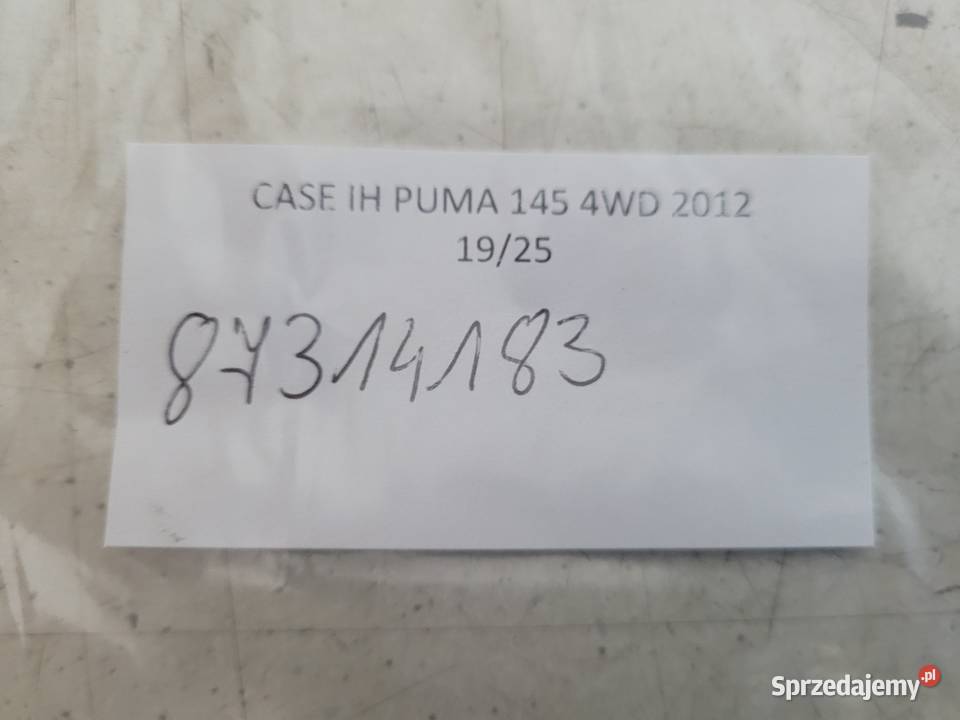 CASE IH PUMA 145 4WD 2012
19/25
87314183
Sprzedajemy.pl